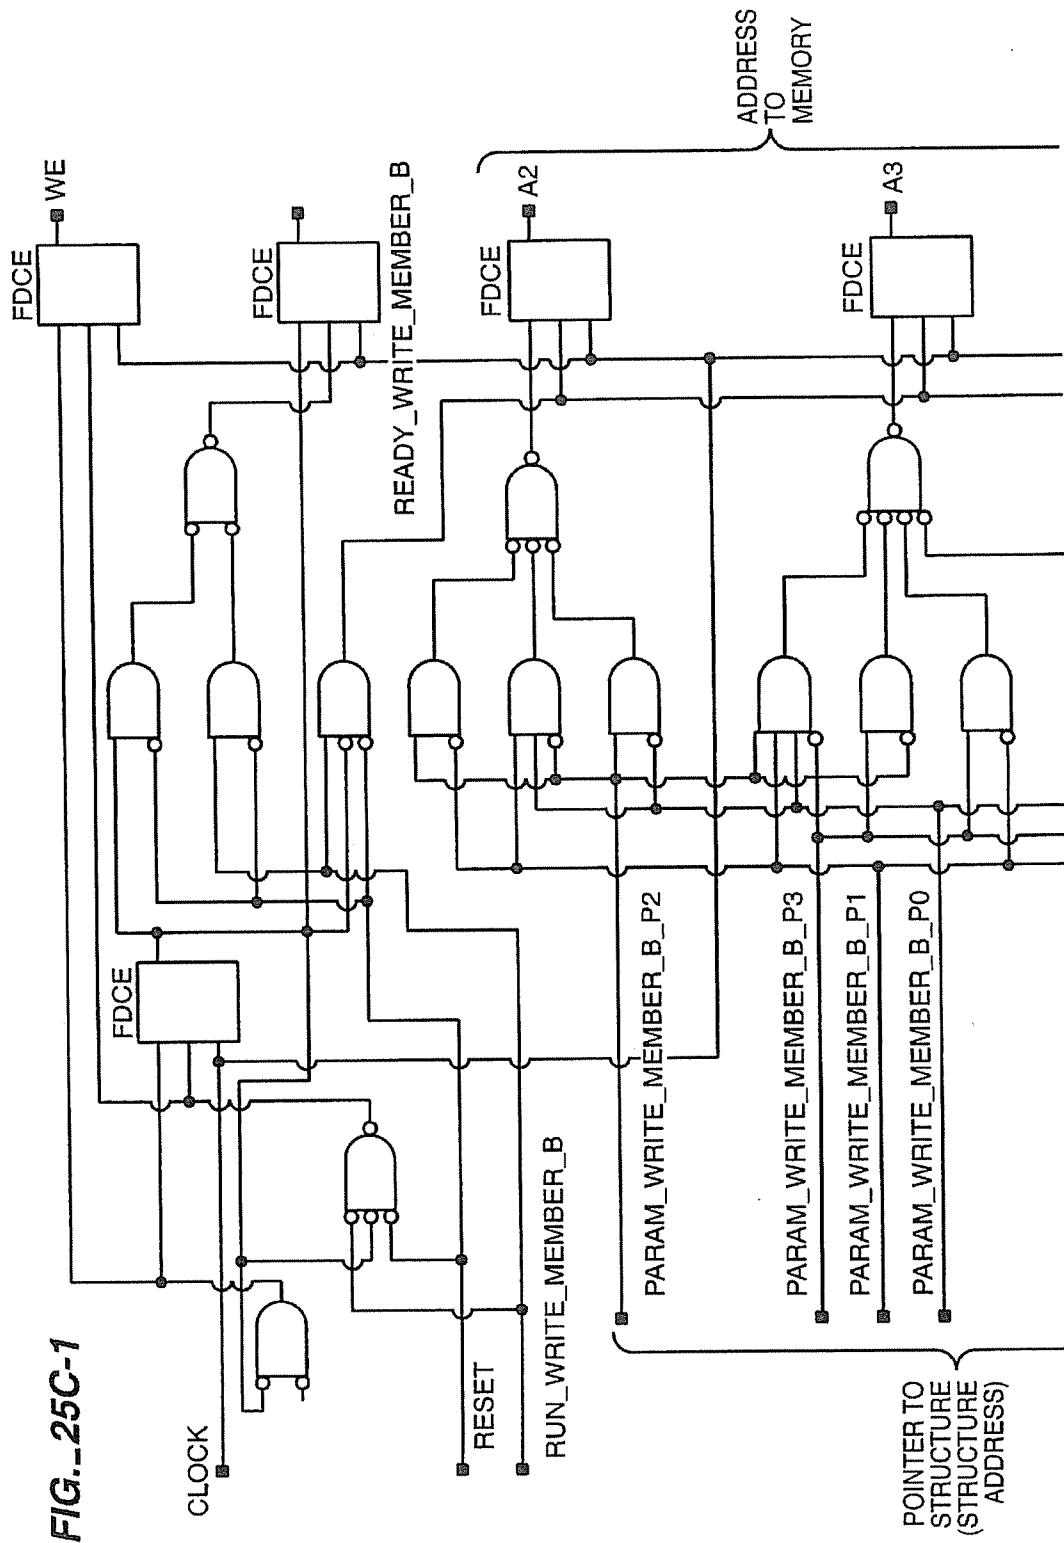 FIG._25C-1
CLOCK
RESET
RUN_WRITE_MEMBER_B
FDCE
FDCE
WE
FDCE
READY_WRITE_MEMBER_B
FDCE
A2
FDCE
A3
ADDRESS
TO
MEMORY
PARAM_WRITE_MEMBER_B_P2
PARAM_WRITE_MEMBER_B_P3
PARAM_WRITE_MEMBER_B_P1
PARAM_WRITE_MEMBER_B_P0
POINTER TO
STRUCTURE
(STRUCTURE
ADDRESS)